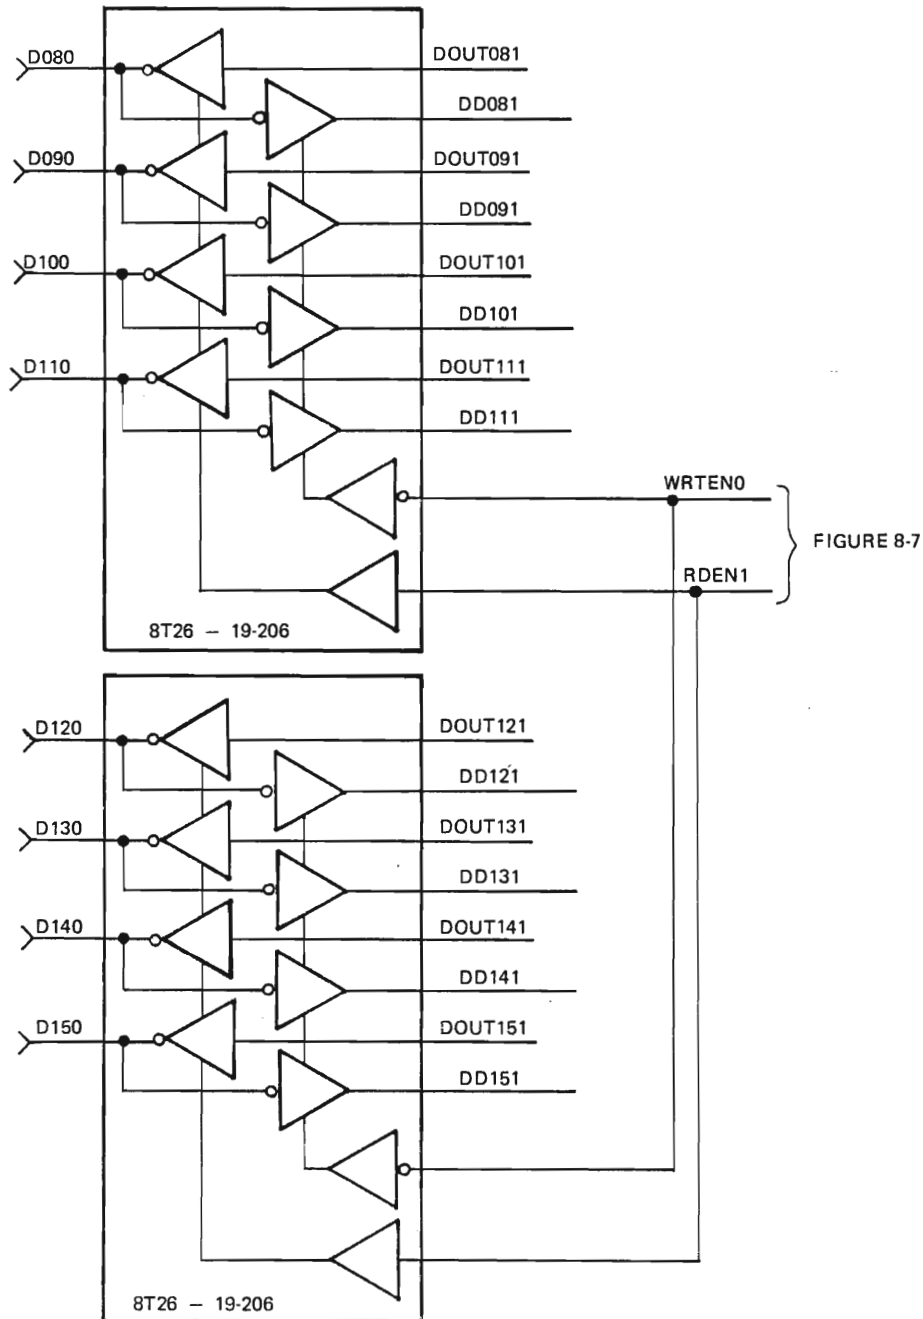 D080
DOUT081
DD081
D090
DOUT091
DD091
D100
DOUT101
DD101
D110
DOUT111
DD111
WRTEN0
FIGURE 8-7
RDEN1
8T26 – 19-206
D120
DOUT121
DD121
D130
DOUT131
DD131
D140
DOUT141
DD141
D150
DOUT151
DD151
8T26 – 19-206